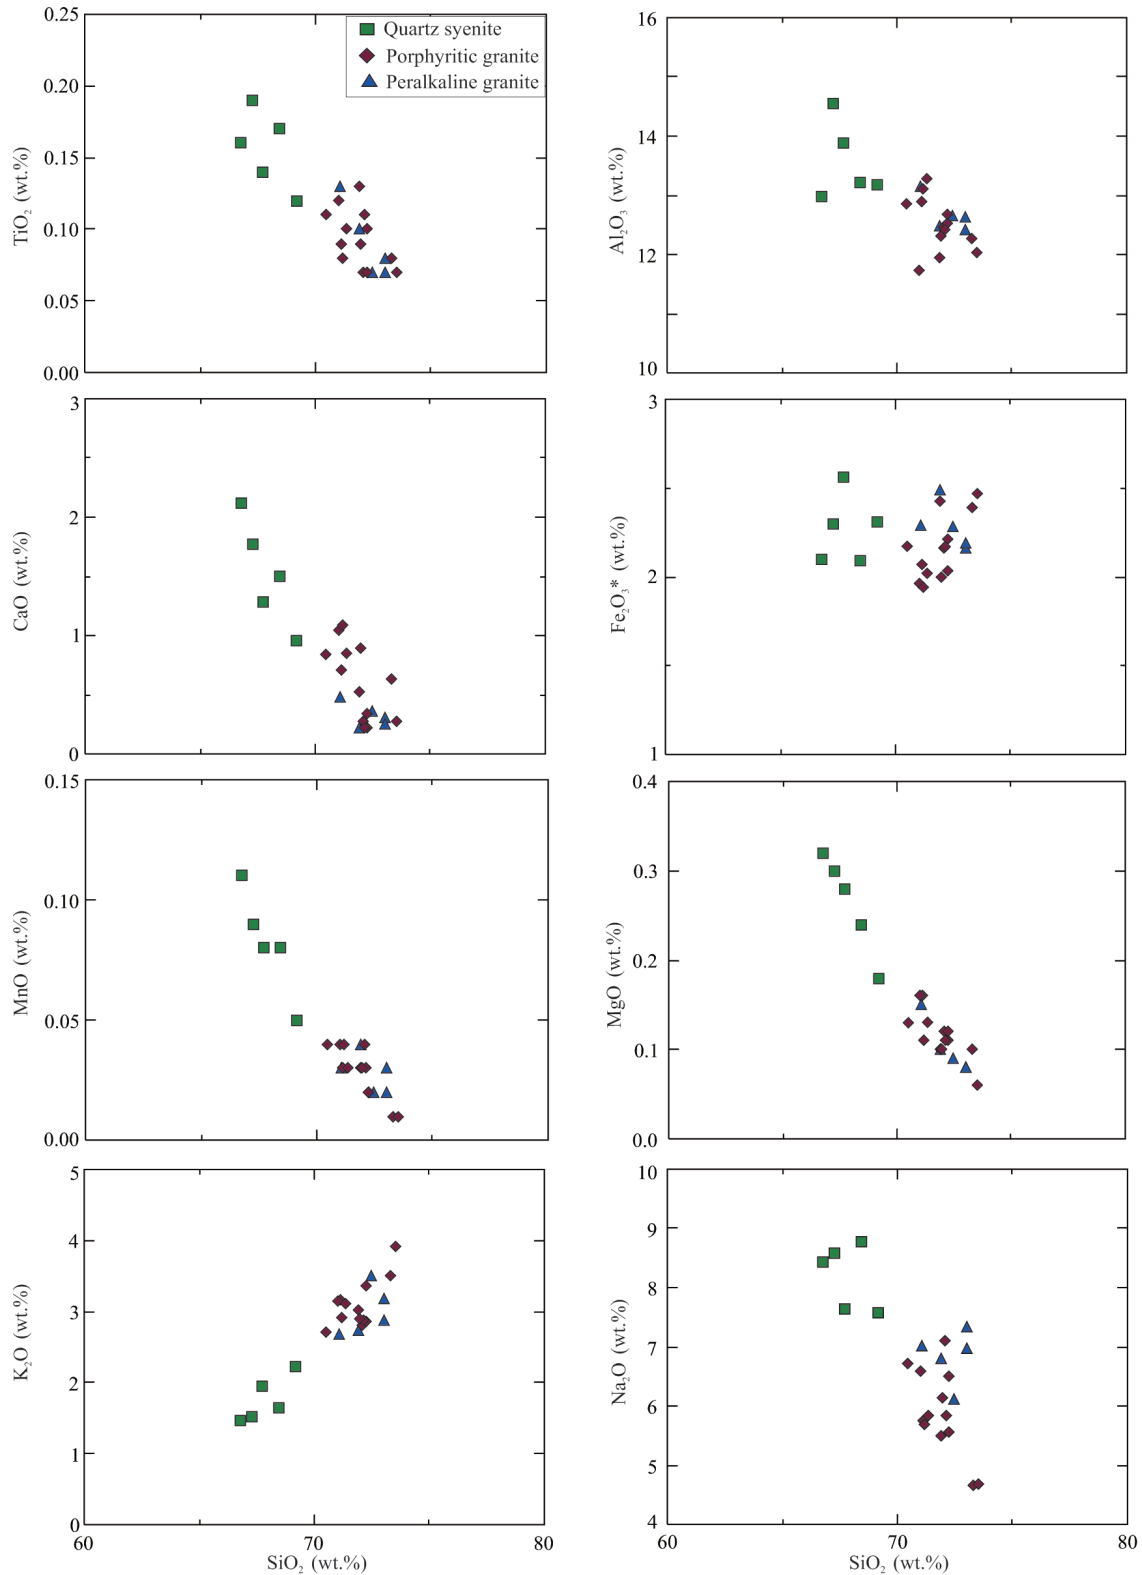 0.25
0.20
0.15
0.10
0.05
0.00
TiO₂ (wt.%)
Quartz syenite
Porphyritic granite
Peralkaline granite
16
14
12
10
Al₂O₃ (wt.%)
3
2
1
0
CaO (wt.%)
3
2
1
Fe₂O₃* (wt.%)
0.15
0.10
0.05
0.00
MnO (wt.%)
0.4
0.3
0.2
0.1
0.0
MgO (wt.%)
5
4
3
2
1
0
K₂O (wt.%)
60 70 80
SiO₂ (wt.%)
10
9
8
7
6
5
4
Na₂O (wt.%)
60 70 80
SiO₂ (wt.%)